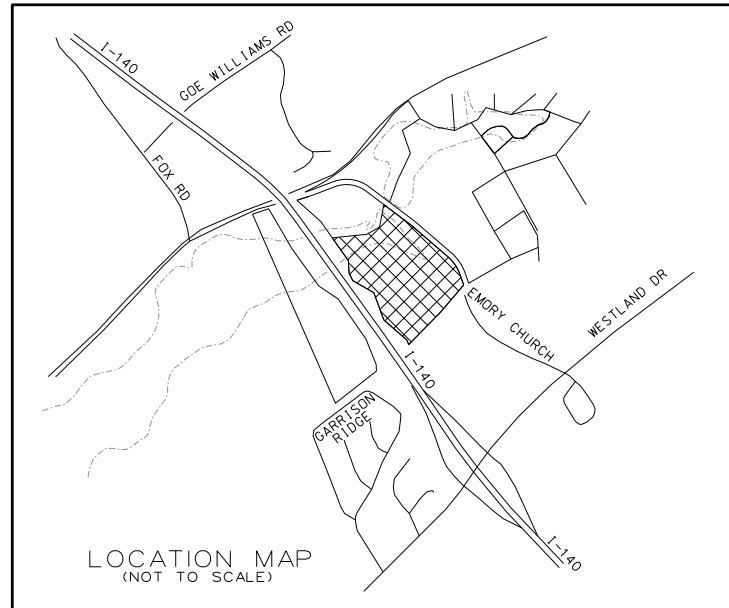 I-140
GOE WILLIAMS RD
FOX RD
EMORY CHURCH
WESTLAND DR
I-140
GARRISON
RIDGE
I-140
LOCATION MAP
(NOT TO SCALE)